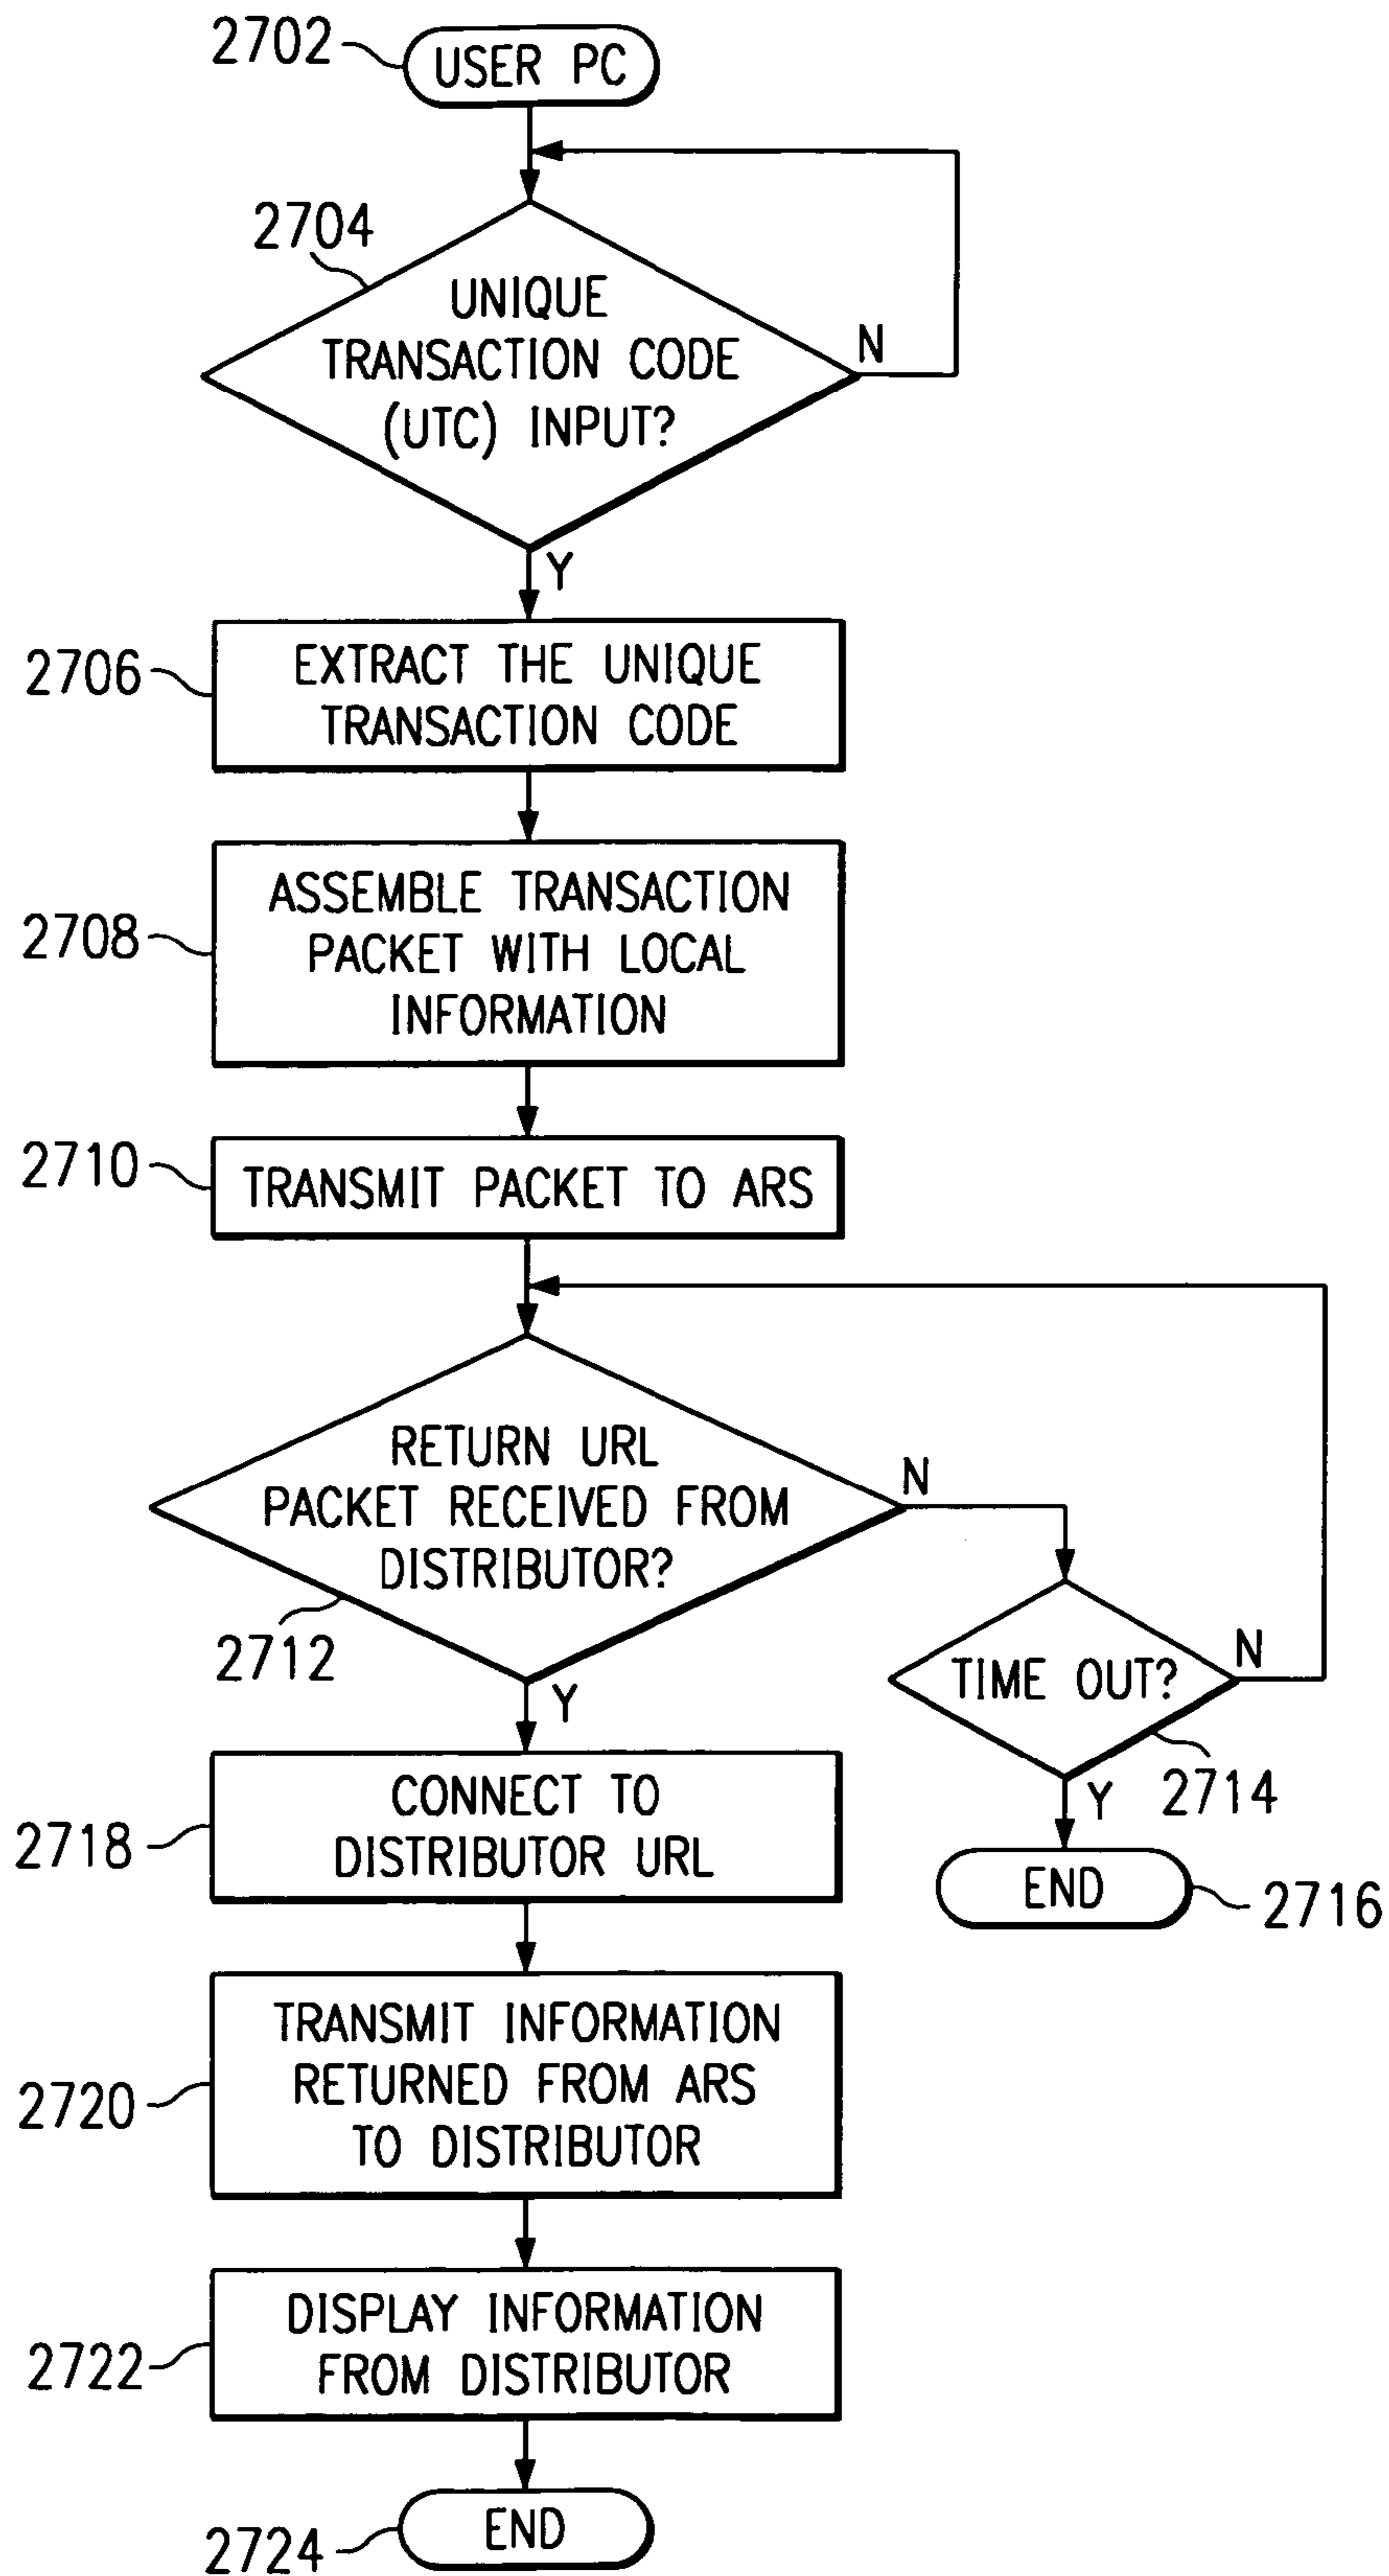 2702
USER PC
2704
UNIQUE
TRANSACTION CODE
(UTC) INPUT?
N
Y
2706
EXTRACT THE UNIQUE
TRANSACTION CODE
2708
ASSEMBLE TRANSACTION
PACKET WITH LOCAL
INFORMATION
2710
TRANSMIT PACKET TO ARS
RETURN URL
PACKET RECEIVED FROM
DISTRIBUTOR?
N
2712
Y
TIME OUT?
N
2714
Y
END
2716
2718
CONNECT TO
DISTRIBUTOR URL
2720
TRANSMIT INFORMATION
RETURNED FROM ARS
TO DISTRIBUTOR
2722
DISPLAY INFORMATION
FROM DISTRIBUTOR
END
2724